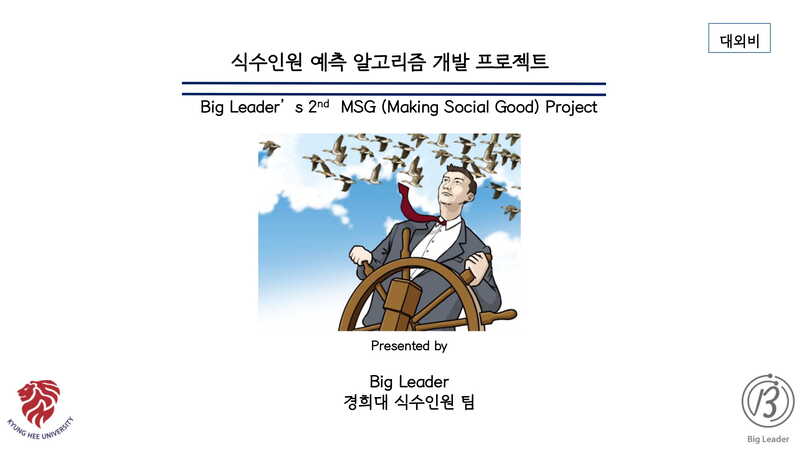 대외비
식수인원 예측 알고리즘 개발 프로젝트
Big Leader’s 2nd MSG (Making Social Good) Project
Presented by
Big Leader
경희대 식수인원 팀
KYUNG HEE UNIVERSITY
Big Leader